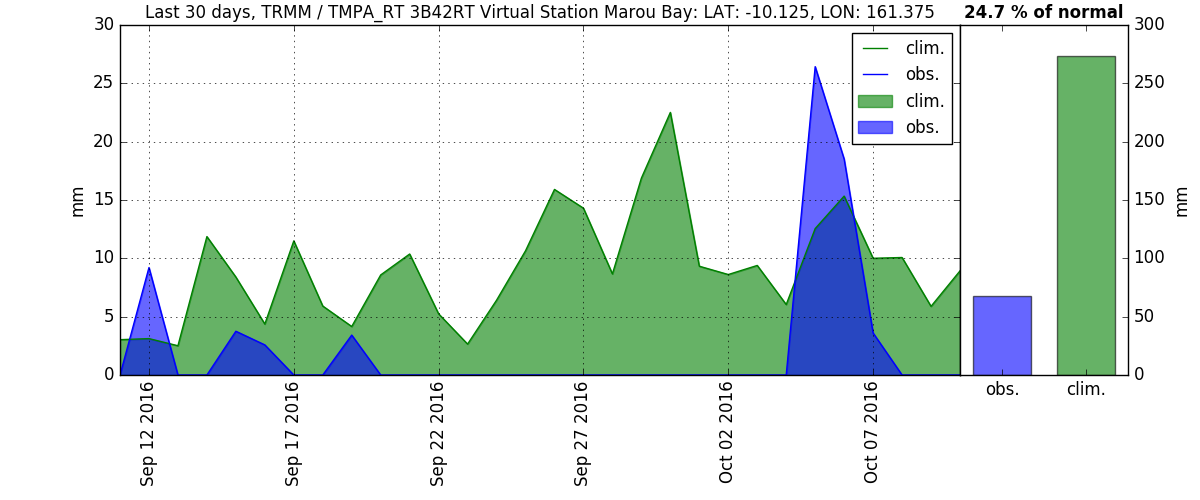 Last 30 days, TRMM / TMPA_RT 3B42RT Virtual Station Marou Bay: LAT: -10.125, LON: 161.375
24.7 % of normal
30
25
20
15
10
5
0
mm
clim.
obs.
clim.
obs.
Sep 12 2016
Sep 17 2016
Sep 22 2016
Sep 27 2016
Oct 02 2016
Oct 07 2016
300
250
200
150
100
50
0
mm
obs.
clim.